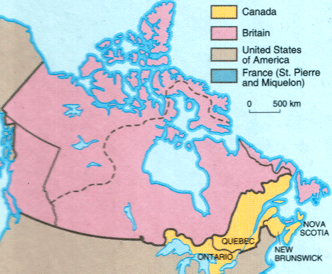 Canada
Britain
United States
of America
France (St. Pierre
and Miquelon)
0 500 km
QUEBEC
ONTARIO
NOVA
SCOTIA
NEW
BRUNSWICK